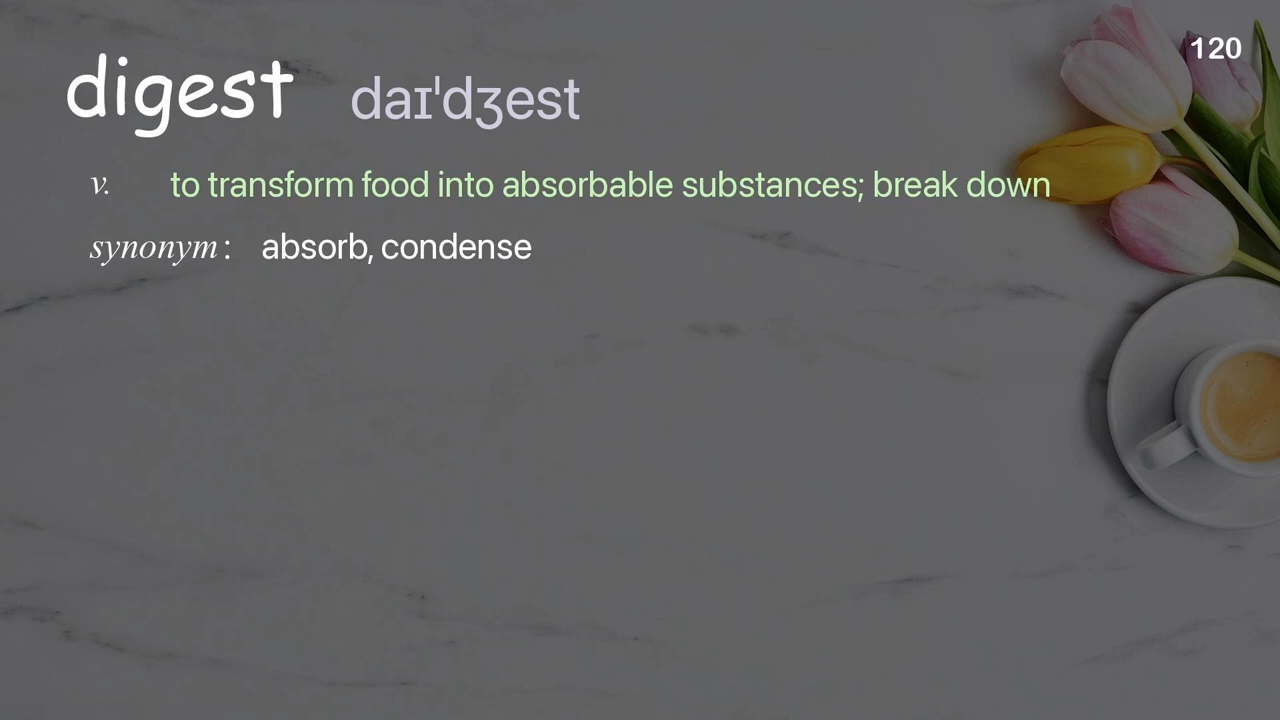 120
digest daɪˈdʒest
v. to transform food into absorbable substances; break down
synonym : absorb, condense